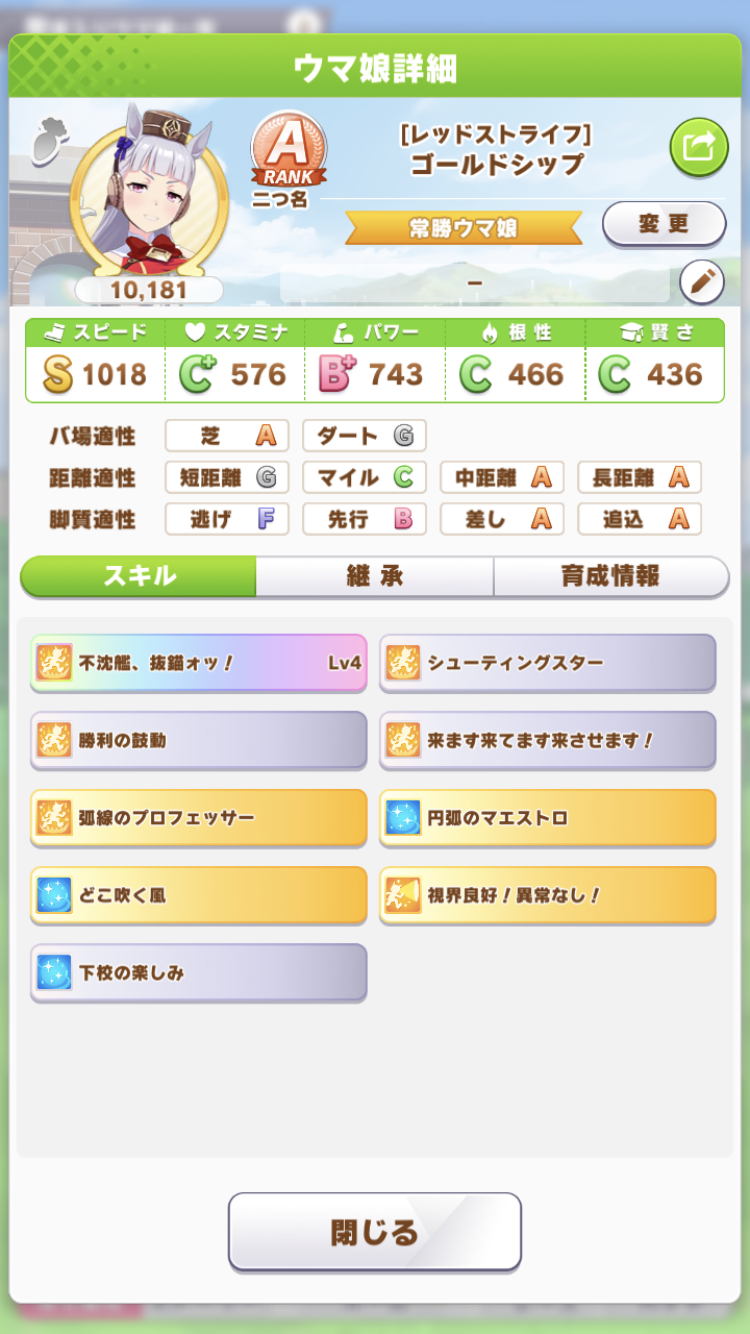 ウマ娘詳細
A
RANK
[レッドストライフ]
ゴールドシップ
二つ名
常勝ウマ娘
変更
10,181
－
スピード スタミナ パワー 根性 賢さ
S 1018 C+ 576 B+ 743 C 466 C 436
バ場適性 芝 A ダート G
距離適性 短距離 G マイル C 中距離 A 長距離 A
脚質適性 逃げ F 先行 B 差し A 追込 A
スキル 継承 育成情報
不沈艦、抜錨ォッ！ Lv4 シューティングスター
勝利の鼓動 来ます来てます来させます！
弧線のプロフェッサー 円弧のマエストロ
どこ吹く風 視界良好！異常なし！
下校の楽しみ
閉じる